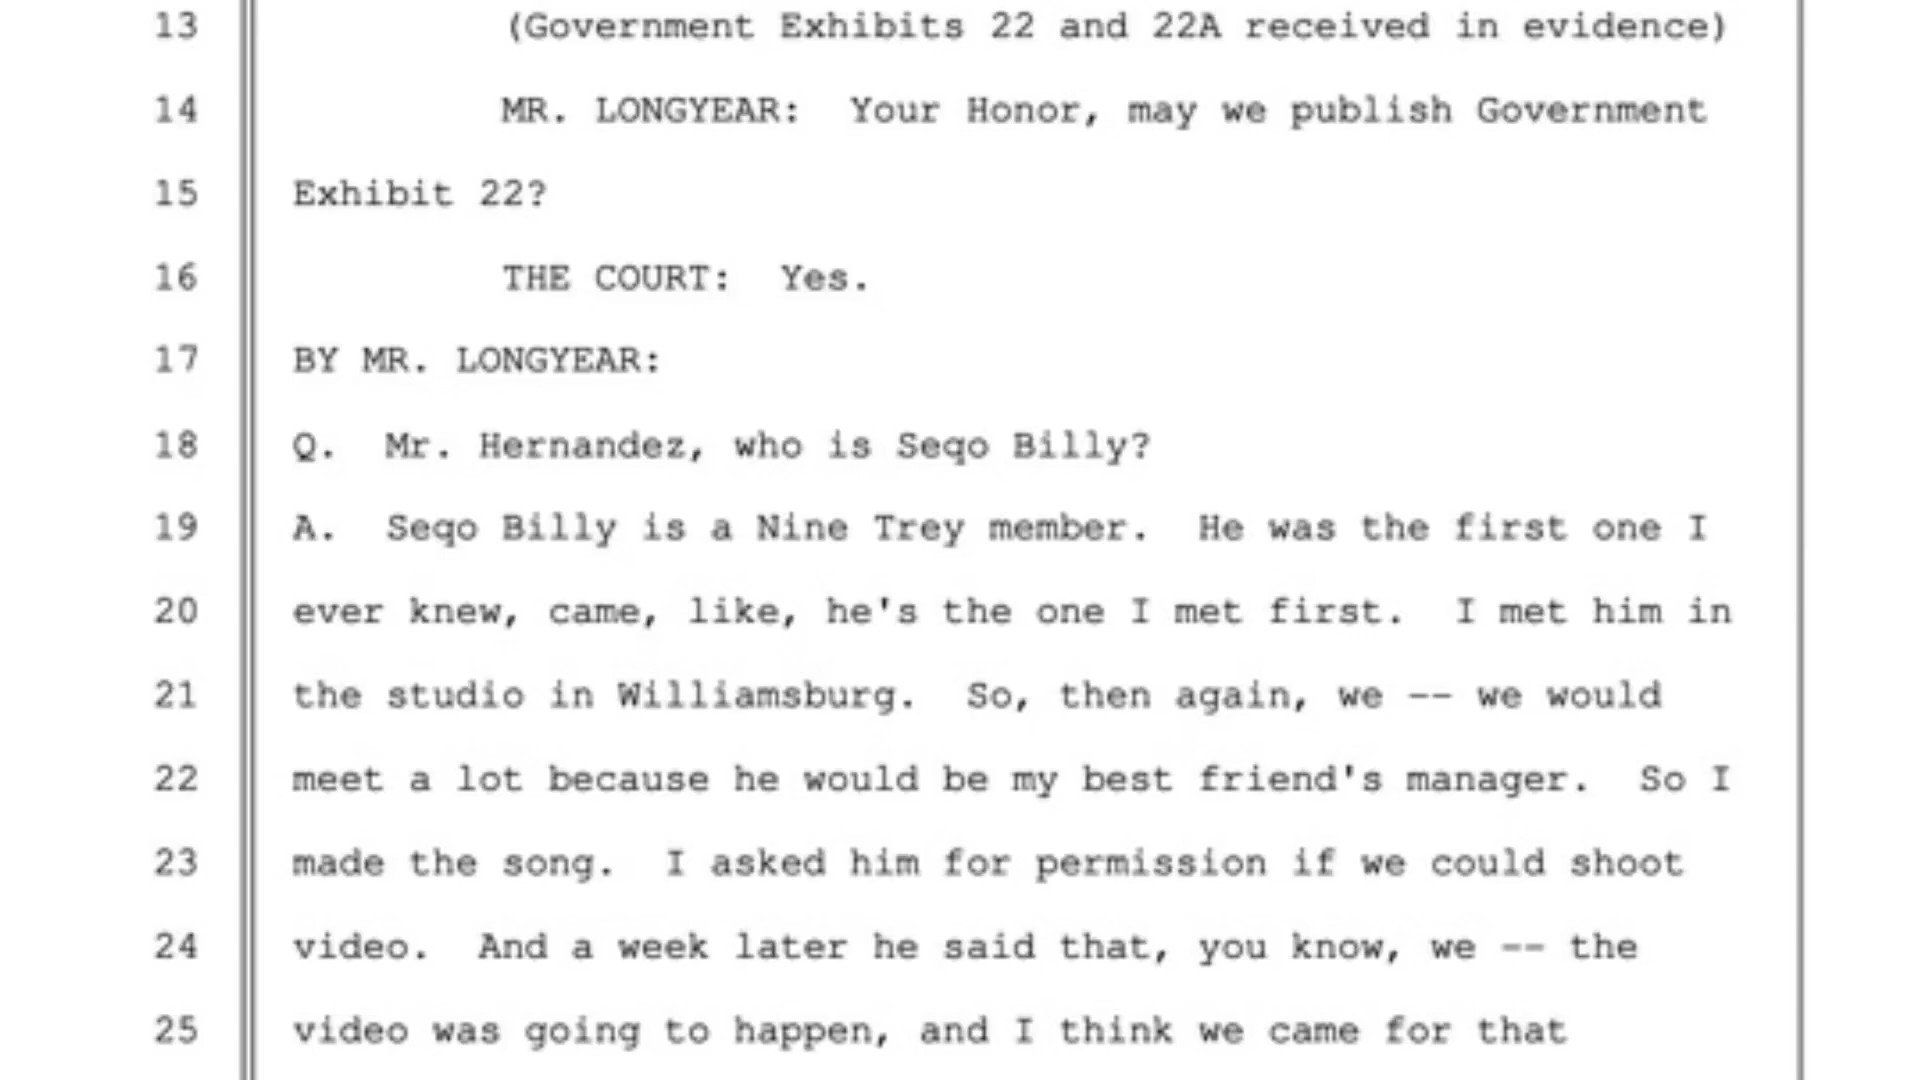 13 (Government Exhibits 22 and 22A received in evidence)
14 MR. LONGYEAR:  Your Honor, may we publish Government
15 Exhibit 22?
16 THE COURT:  Yes.
17 BY MR. LONGYEAR:
18 Q.  Mr. Hernandez, who is Seqo Billy?
19 A.  Seqo Billy is a Nine Trey member.  He was the first one I
20 ever knew, came, like, he's the one I met first.  I met him in
21 the studio in Williamsburg.  So, then again, we -- we would
22 meet a lot because he would be my best friend's manager.  So I
23 made the song.  I asked him for permission if we could shoot
24 video.  And a week later he said that, you know, we -- the
25 video was going to happen, and I think we came for that